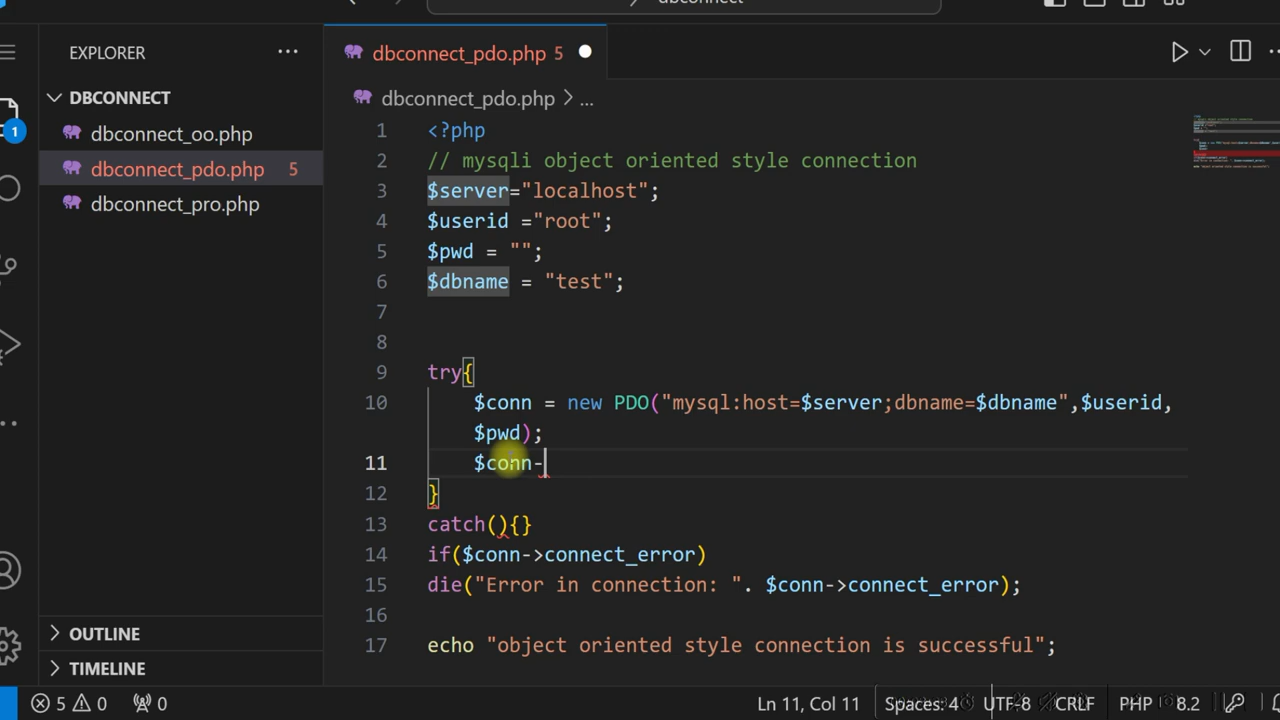 dbconnect
EXPLORER
DBCONNECT
dbconnect_oo.php
dbconnect_pdo.php 5
dbconnect_pro.php
OUTLINE
TIMELINE
1
dbconnect_pdo.php 5
dbconnect_pdo.php > ...
1 <?php
2 // mysqli object oriented style connection
3 $server="localhost";
4 $userid ="root";
5 $pwd = "";
6 $dbname = "test";
7
8
9 try{
10 $conn = new PDO("mysql:host=$server;dbname=$dbname",$userid,
$pwd);
11 $conn-
12 }
13 catch(){}
14 if($conn->connect_error)
15 die("Error in connection: ". $conn->connect_error);
16
17 echo "object oriented style connection is successful";
5 0 0 Ln 11, Col 11 Spaces: 4 UTF-8 CRLF PHP 8.2